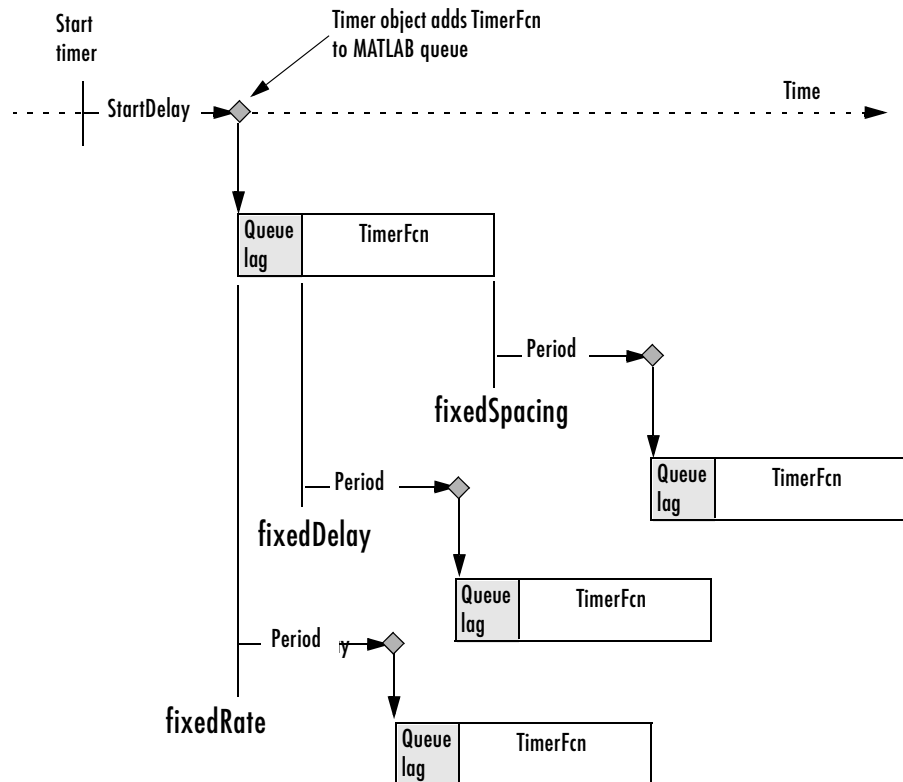 Start
timer
Timer object adds TimerFcn
to MATLAB queue
StartDelay
Time
Queue
lag
TimerFcn
Period
fixedSpacing
Queue
lag
TimerFcn
Period
fixedDelay
Queue
lag
TimerFcn
Period
y
fixedRate
Queue
lag
TimerFcn